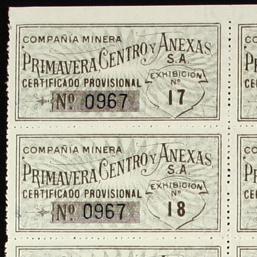 COMPAÑIA MINERA
PRIMAVERA CENTRO Y ANEXAS
S.A.
CERTIFICADO PROVISIONAL
EXHIBICION
Nº
Nº 0967
17
COMPAÑIA MINERA
PRIMAVERA CENTRO Y ANEXAS
S.A.
CERTIFICADO PROVISIONAL
EXHIBICION
Nº
Nº 0967
18